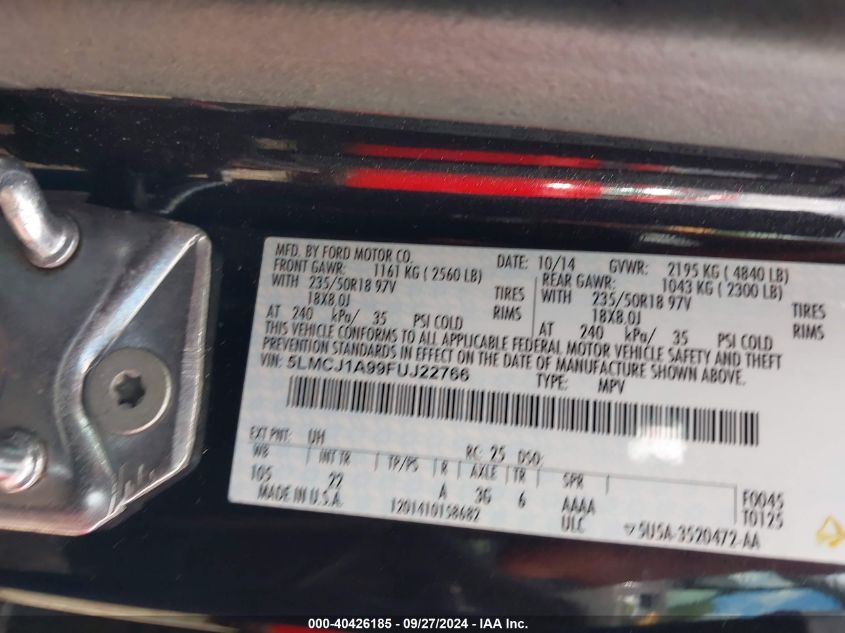 MFD. BY FORD MOTOR CO. DATE: 10/14 GVWR: 2195 KG ( 4840 LB)
FRONT GAWR: 1161 KG ( 2560 LB) REAR GAWR: 1043 KG ( 2300 LB)
WITH 235/50R18 97V TIRES WITH 235/50R18 97V TIRES
18X8.0J RIMS 18X8.0J RIMS
AT 240 kPa/ 35 PSI COLD AT 240 kPa/ 35 PSI COLD
THIS VEHICLE CONFORMS TO ALL APPLICABLE FEDERAL MOTOR VEHICLE SAFETY AND THEFT
PREVENTION STANDARDS IN EFFECT ON THE DATE OF MANUFACTURE SHOWN ABOVE.
VIN: 5LMCJ1A99FUJ22766 TYPE: MPV
EXT PNT: UH RC: 25 DSO:
WB INT TR TP/PS R AXLE TR SPR
105 22 A 3G 6 AAAA F0045
MADE IN U.S.A. 1201410158682 ULC T0125
5U5A-3520472-AA
000-40426185 - 09/27/2024 - IAA Inc.